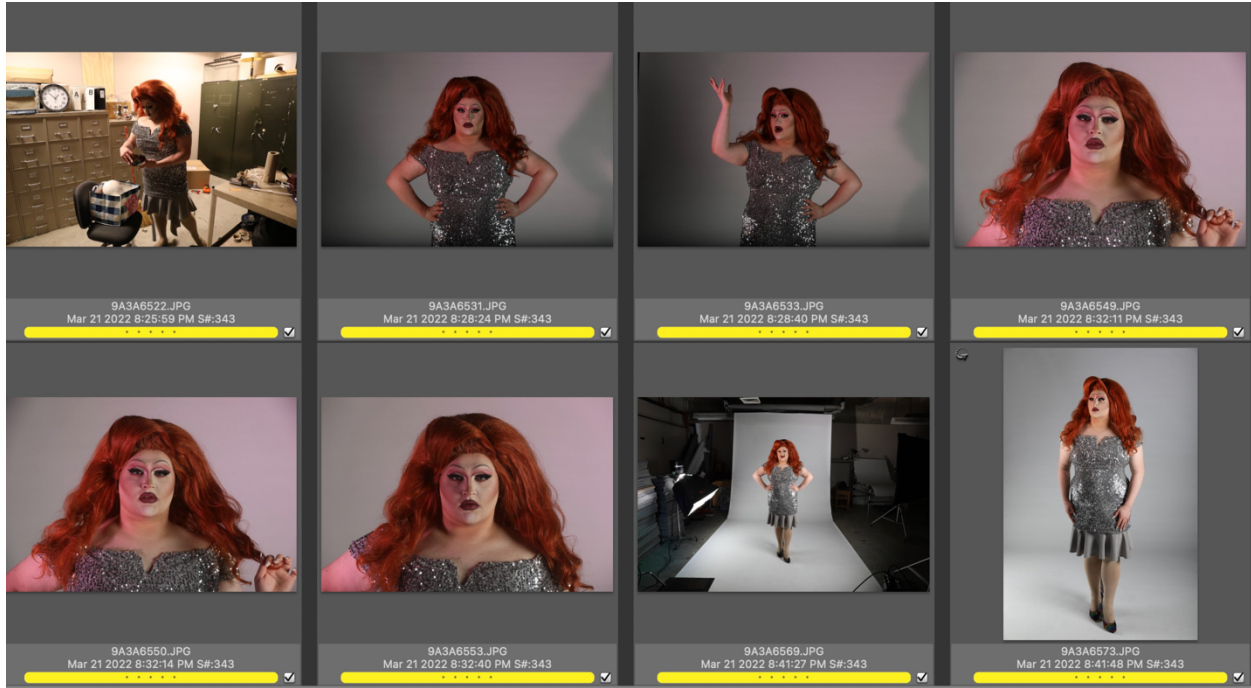 A
B
9A3A6522.JPG
Mar 21 2022 8:25:59 PM S#:343
9A3A6531.JPG
Mar 21 2022 8:28:24 PM S#:343
9A3A6533.JPG
Mar 21 2022 8:28:40 PM S#:343
9A3A6549.JPG
Mar 21 2022 8:32:11 PM S#:343
9A3A6550.JPG
Mar 21 2022 8:32:14 PM S#:343
9A3A6553.JPG
Mar 21 2022 8:32:40 PM S#:343
9A3A6569.JPG
Mar 21 2022 8:41:27 PM S#:343
9A3A6573.JPG
Mar 21 2022 8:41:48 PM S#:343